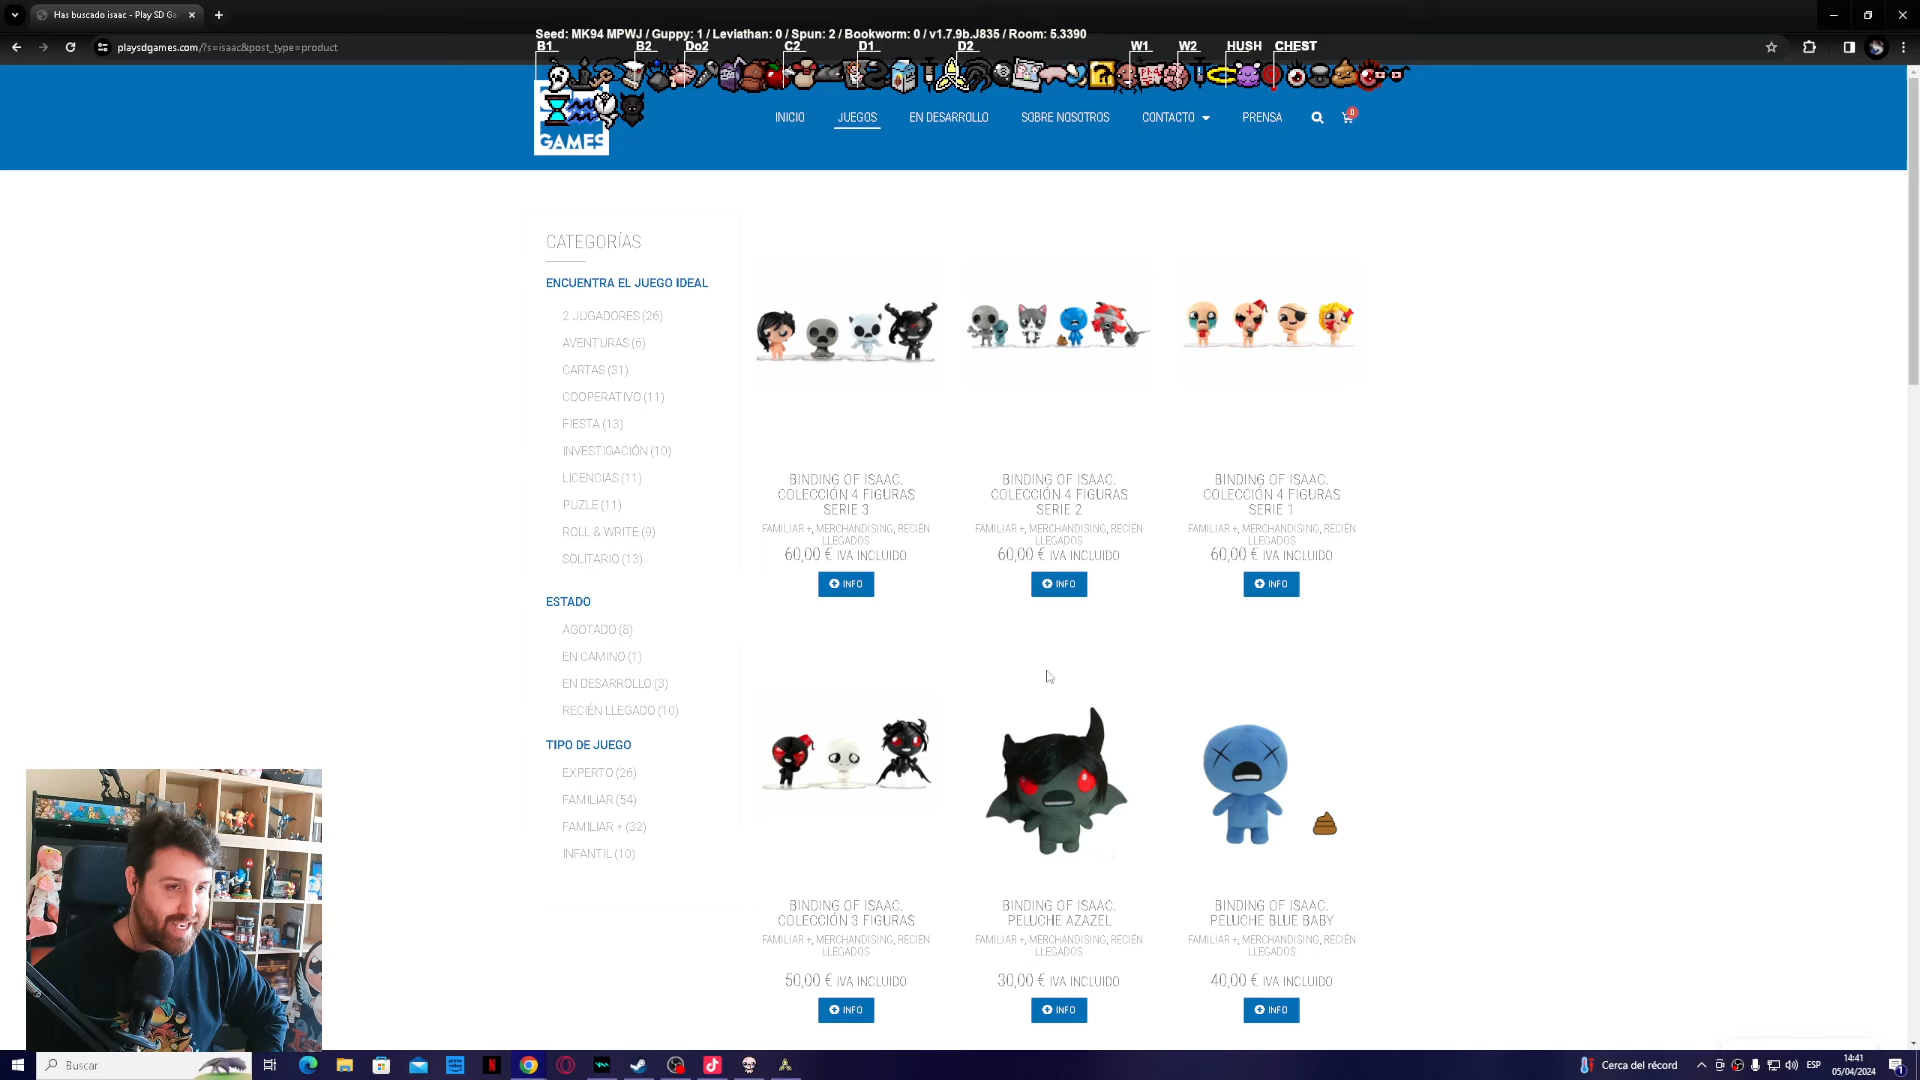 Has buscado isaac - Play SD Ga
playsdgames.com/?s=isaac&post_type=product
Seed: MK94 MPWJ / Guppy: 1 / Leviathan: 0 / Spun: 2 / Bookworm: 0 / v1.7.9b.J835 / Room: 5.3390
B1 B2 Do2 C2 D1 D2 W1 W2 HUSH CHEST
GAMES
INICIO JUEGOS EN DESARROLLO SOBRE NOSOTROS CONTACTO PRENSA 0
CATEGORÍAS
ENCUENTRA EL JUEGO IDEAL
2 JUGADORES (26)
AVENTURAS (6)
CARTAS (31)
COOPERATIVO (11)
FIESTA (13)
INVESTIGACIÓN (10)
LICENCIAS (11)
PUZLE (11)
ROLL & WRITE (9)
SOLITARIO (13)
ESTADO
AGOTADO (8)
EN CAMINO (1)
EN DESARROLLO (3)
RECIÉN LLEGADO (10)
TIPO DE JUEGO
EXPERTO (26)
FAMILIAR (54)
FAMILIAR + (32)
INFANTIL (10)
BINDING OF ISAAC.
COLECCIÓN 4 FIGURAS
SERIE 3
FAMILIAR +, MERCHANDISING, RECIÉN
LLEGADOS
60,00 € IVA INCLUIDO
INFO
BINDING OF ISAAC.
COLECCIÓN 4 FIGURAS
SERIE 2
FAMILIAR +, MERCHANDISING, RECIÉN
LLEGADOS
60,00 € IVA INCLUIDO
INFO
BINDING OF ISAAC.
COLECCIÓN 4 FIGURAS
SERIE 1
FAMILIAR +, MERCHANDISING, RECIÉN
LLEGADOS
60,00 € IVA INCLUIDO
INFO
BINDING OF ISAAC.
COLECCIÓN 3 FIGURAS
FAMILIAR +, MERCHANDISING, RECIÉN
LLEGADOS
50,00 € IVA INCLUIDO
INFO
BINDING OF ISAAC.
PELUCHE AZAZEL
FAMILIAR +, MERCHANDISING, RECIÉN
LLEGADOS
30,00 € IVA INCLUIDO
INFO
BINDING OF ISAAC.
PELUCHE BLUE BABY
FAMILIAR +, MERCHANDISING, RECIÉN
LLEGADOS
40,00 € IVA INCLUIDO
INFO
Buscar
Cerca del récord
ESP
14:41
05/04/2024
1